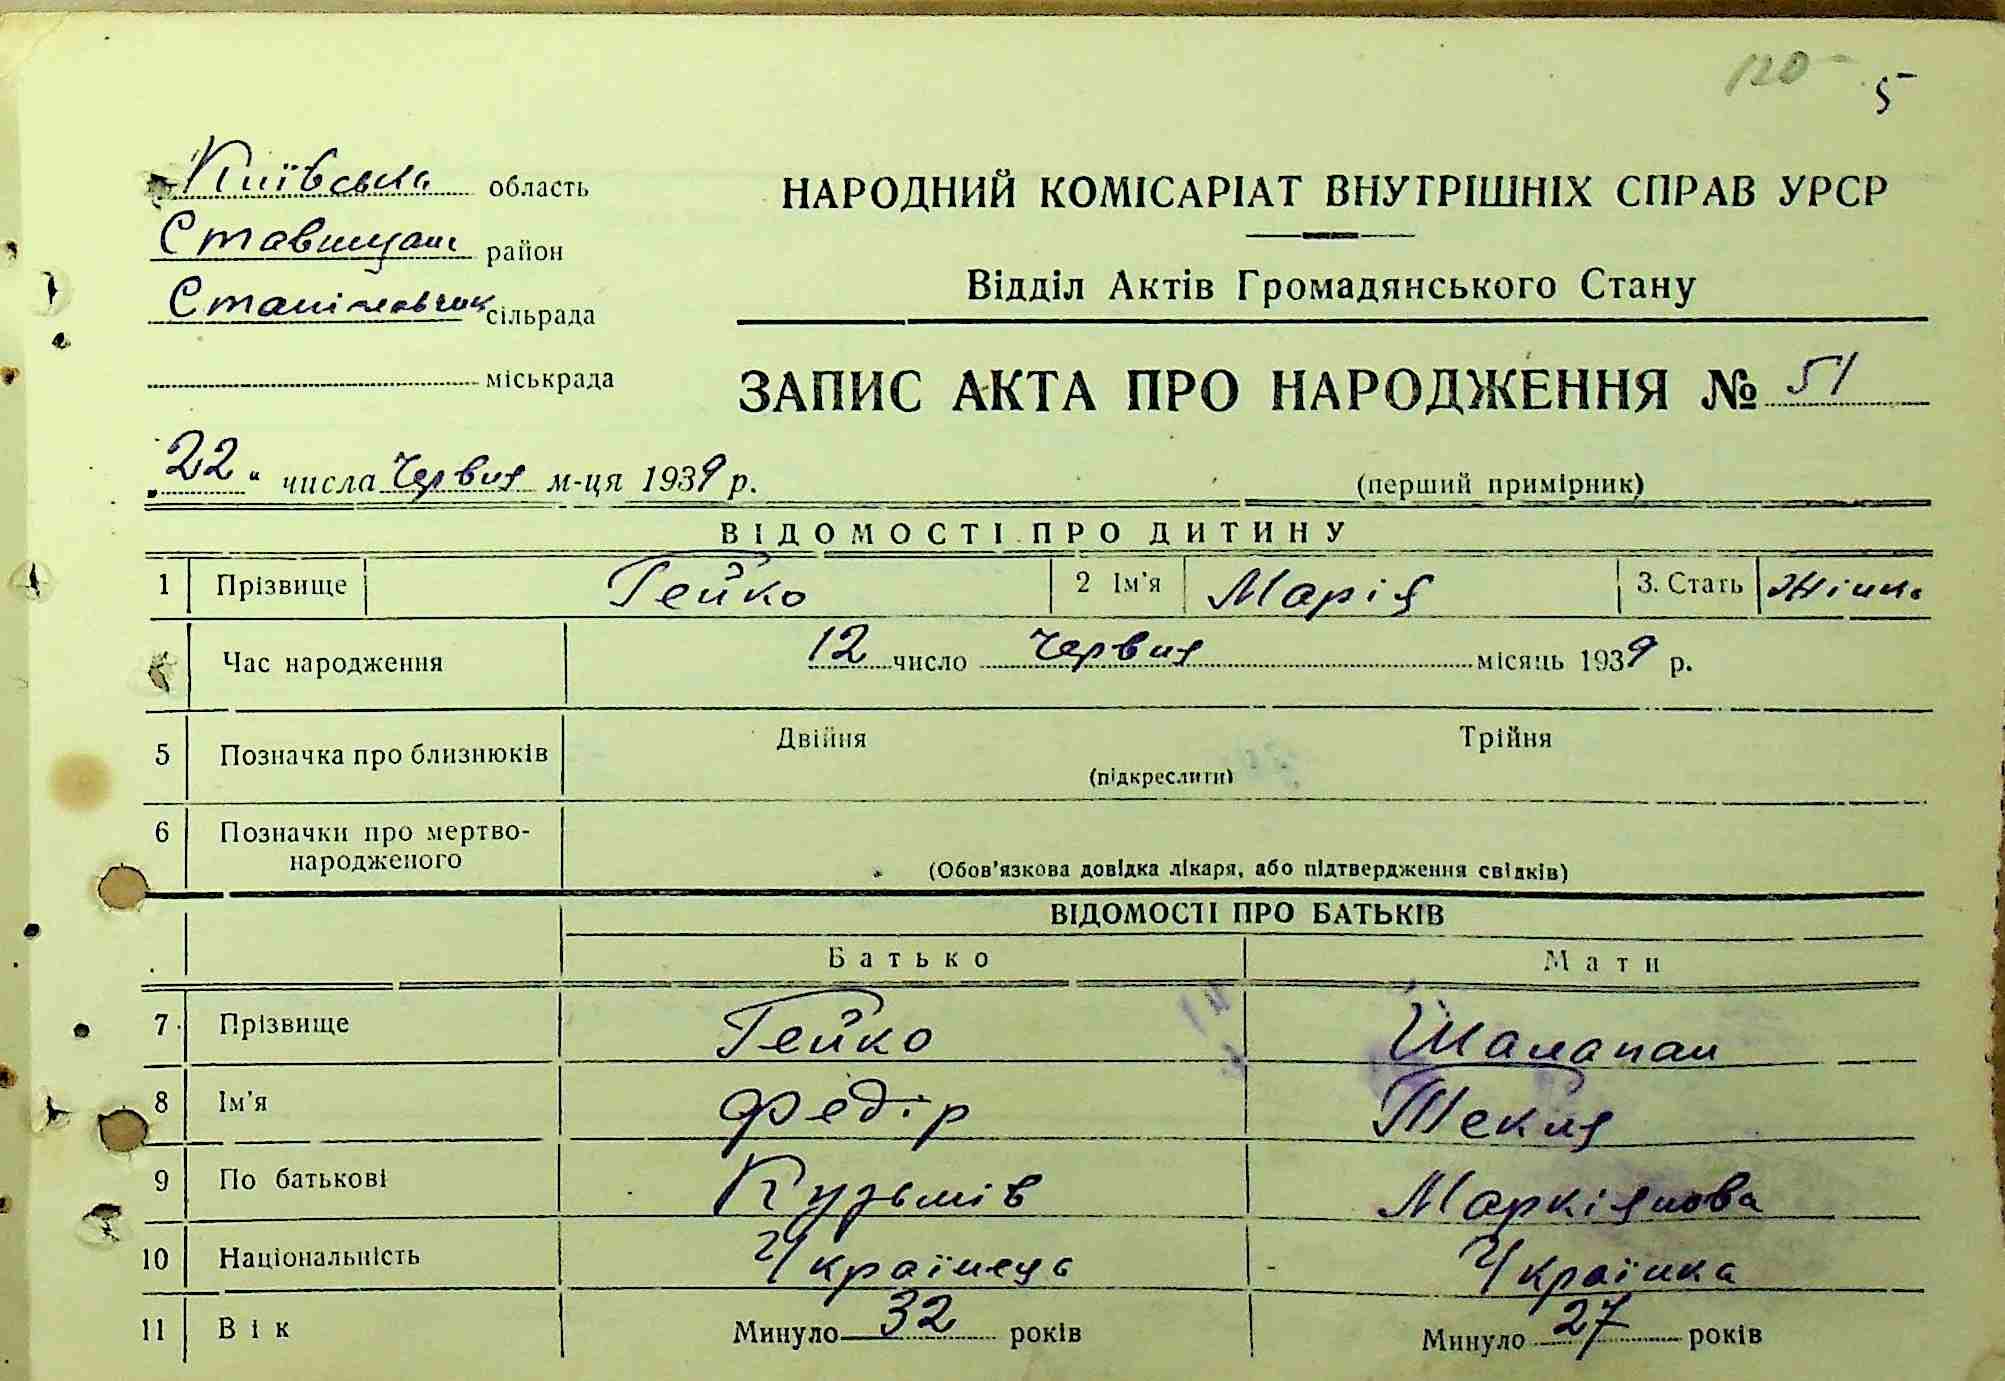 120 5
Київська область
НАРОДНИЙ КОМІСАРІАТ ВНУТРІШНІХ СПРАВ УРСР
Ставищан район
Відділ Актів Громадянського Стану
сільрада
міськрада
ЗАПИС АКТА ПРО НАРОДЖЕННЯ № 51
„22“ числа Червня м-ця 1939 р.
(перший примірник)
ВІДОМОСТІ ПРО ДИТИНУ
1 Прізвище Гейко 2 Ім'я Марія 3. Стать Жіноч
Час народження 12 число Червня місяць 1939 р.
5 Позначка про близнюків Двійня Трійня
(підкреслити)
6 Позначки про мертво-
народженого
(Обов'язкова довідка лікаря, або підтвердження свідків)
ВІДОМОСТІ ПРО БАТЬКІВ
Батько Мати
7 Прізвище Гейко
8 Ім'я Федір Текля
9 По батькові Кузьмів Маркіянова
10 Національність Українець Українка
11 Вік Минуло 32 років Минуло 27 років